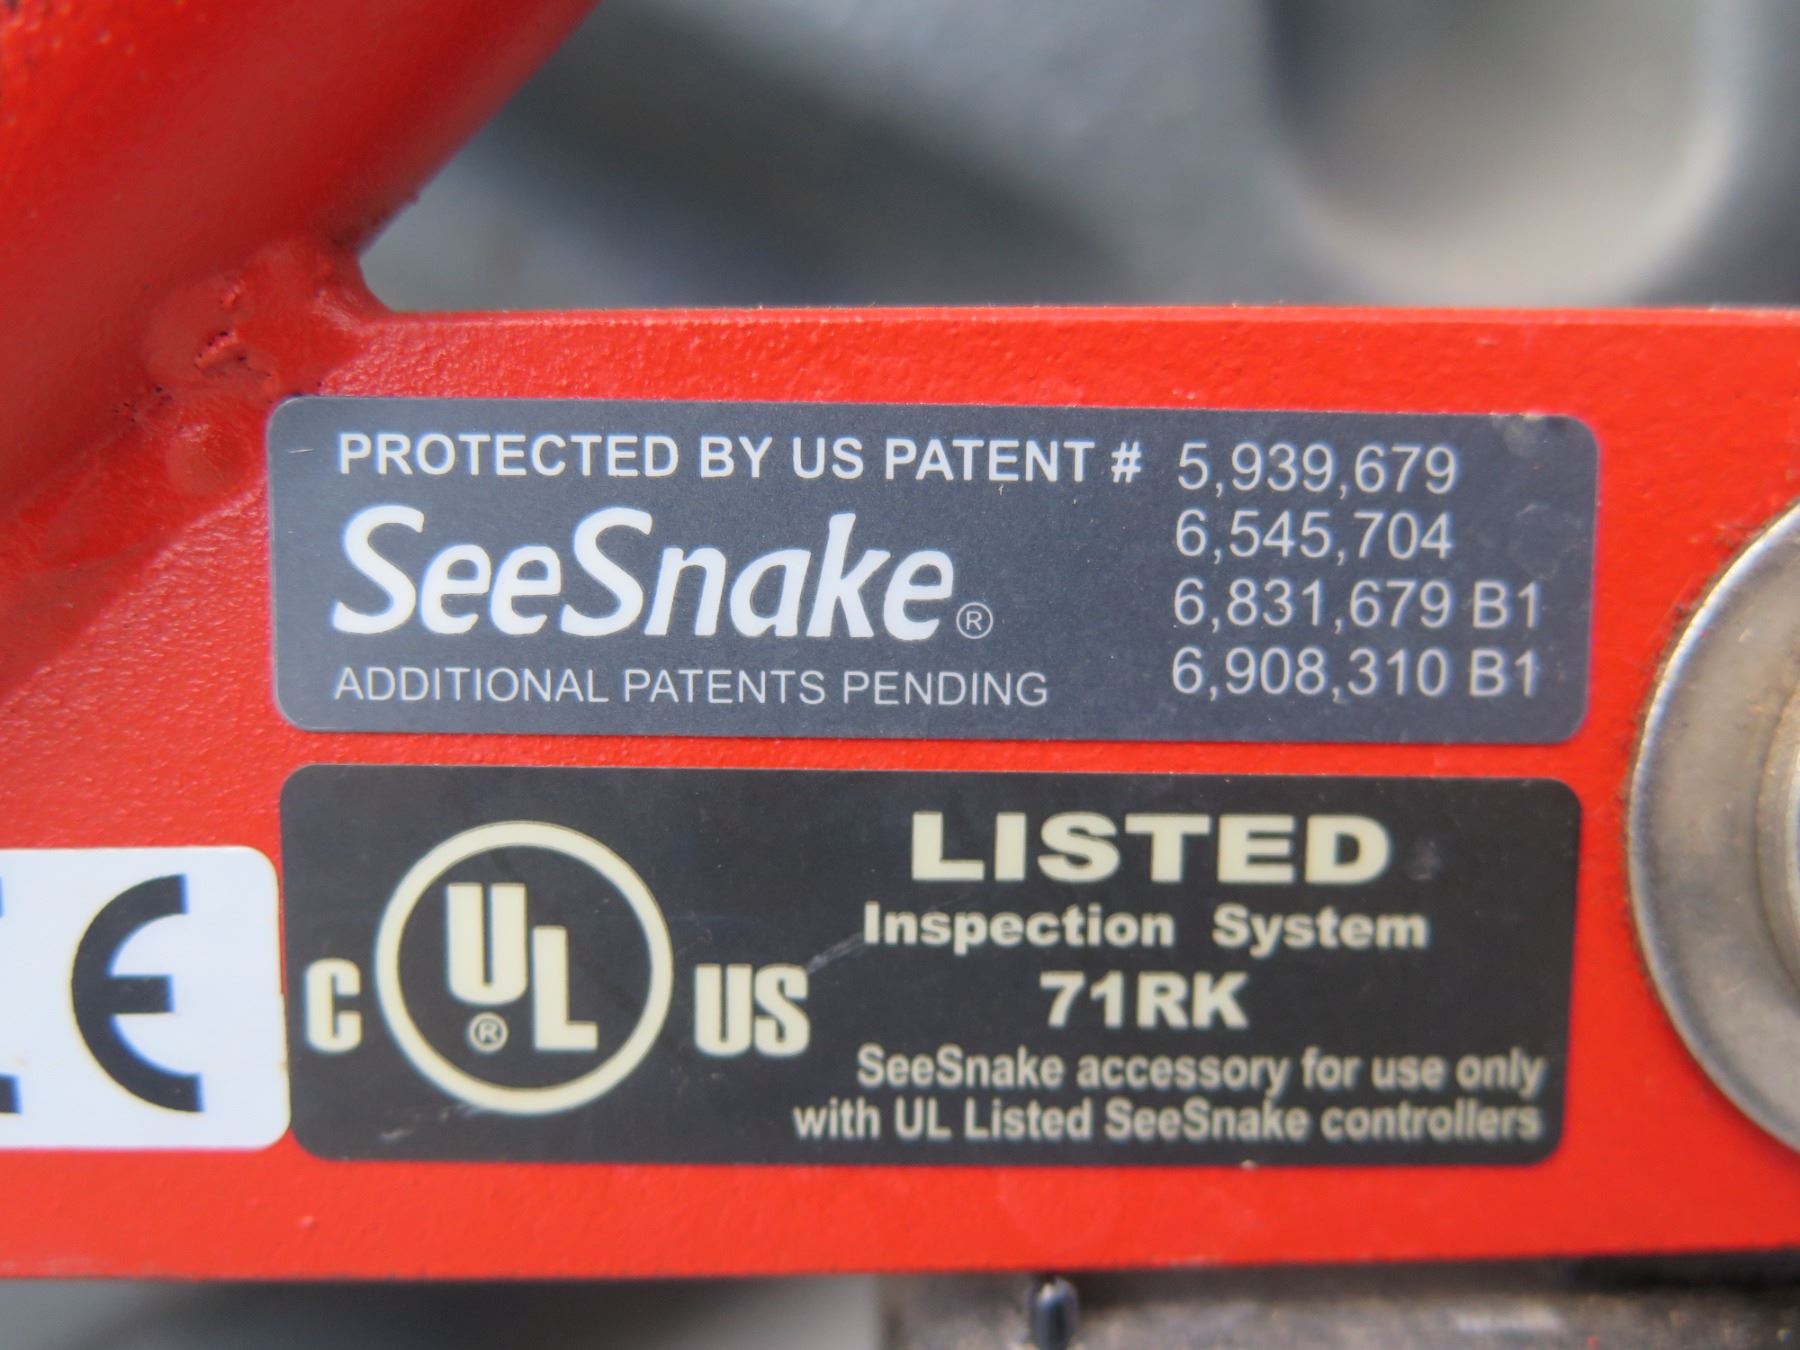 PROTECTED BY US PATENT # 5,939,679
6,545,704
6,831,679 B1
6,908,310 B1
SeeSnake®
ADDITIONAL PATENTS PENDING
CE
C UL® US
LISTED
Inspection System
71RK
SeeSnake accessory for use only
with UL Listed SeeSnake controllers